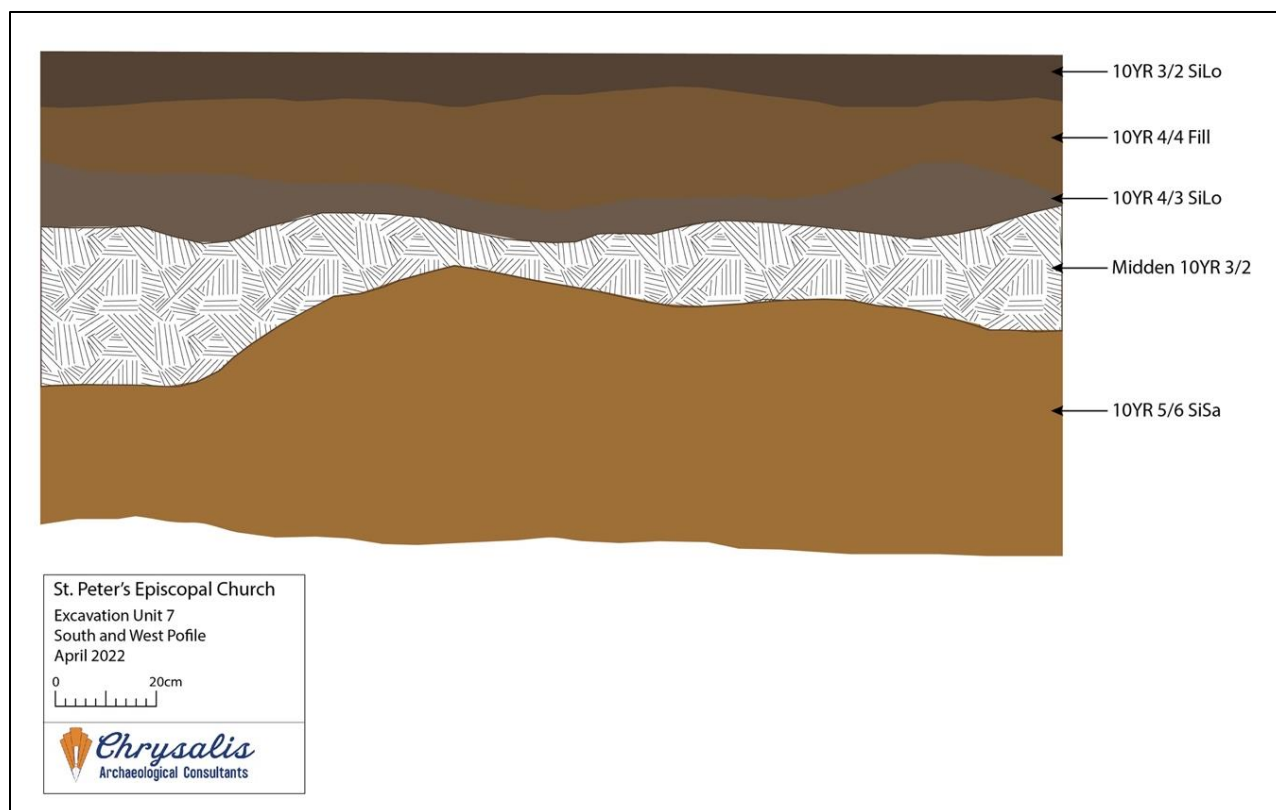 10YR 3/2 SiLo
10YR 4/4 Fill
10YR 4/3 SiLo
Midden 10YR 3/2
10YR 5/6 SiSa
St. Peter's Episcopal Church
Excavation Unit 7
South and West Pofile
April 2022
0 20cm
Chrysalis
Archaeological Consultants